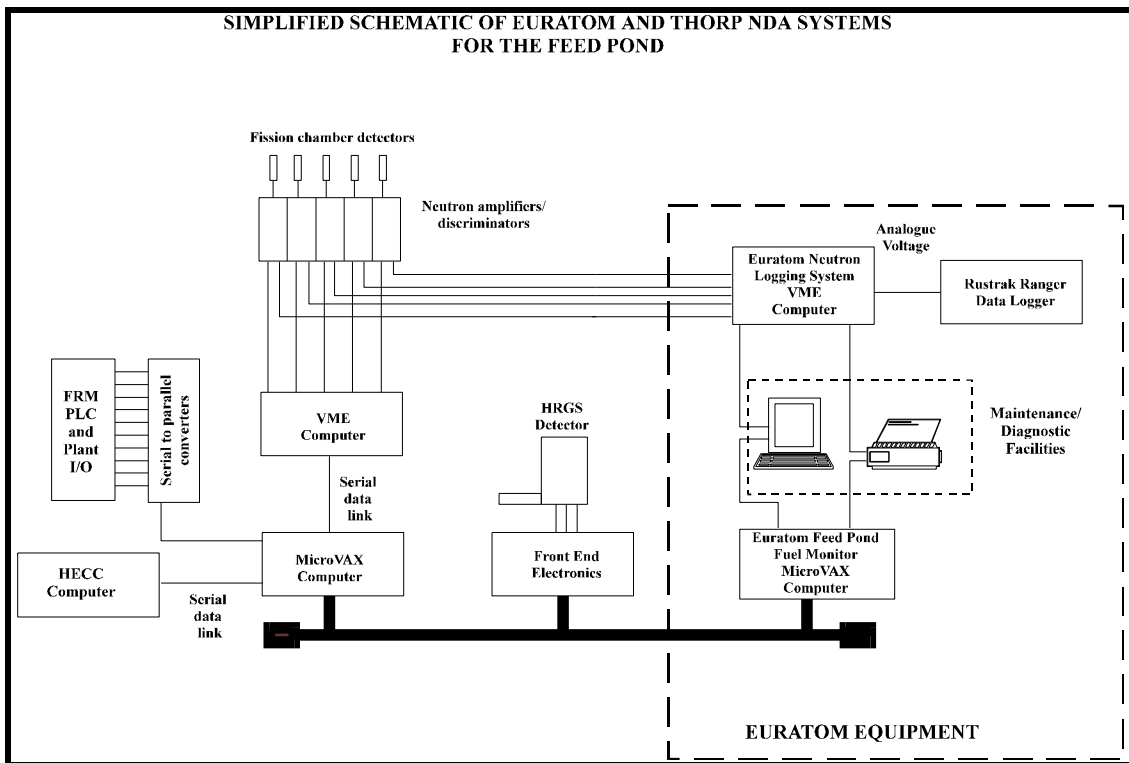 SIMPLIFIED SCHEMATIC OF EURATOM AND THORP NDA SYSTEMS
FOR THE FEED POND
Fission chamber detectors
Neutron amplifiers/
discriminators
Analogue
Voltage
Euratom Neutron
Logging System
VME
Computer
Rustrak Ranger
Data Logger
FRM
PLC
and
Plant
I/O
Serial to parallel
converters
VME
Computer
HRGS
Detector
Maintenance/
Diagnostic
Facilities
Serial
data
link
MicroVAX
Computer
Front End
Electronics
Euratom Feed Pond
Fuel Monitor
MicroVAX
Computer
HECC
Computer
Serial
data
link
EURATOM EQUIPMENT